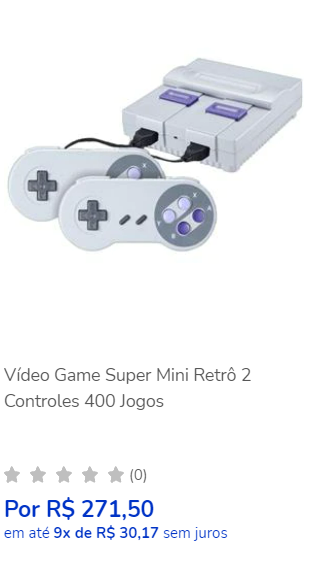 Vídeo Game Super Mini Retrô 2
Controles 400 Jogos
(0)
Por R$ 271,50
em até 9x de R$ 30,17 sem juros